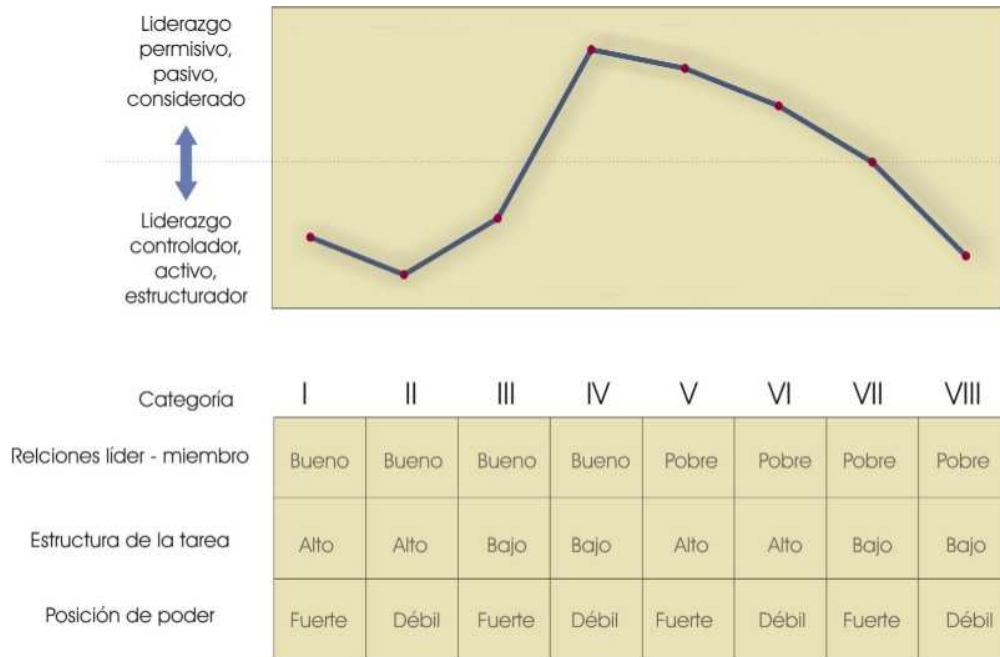 Liderazgo
permisivo,
pasivo,
considerado
Liderazgo
controlador,
activo,
estructurador
Categoría I II III IV V VI VII VIII
Relciones líder - miembro Bueno Bueno Bueno Bueno Pobre Pobre Pobre Pobre
Estructura de la tarea Alto Alto Bajo Bajo Alto Alto Bajo Bajo
Posición de poder Fuerte Débil Fuerte Débil Fuerte Débil Fuerte Débil